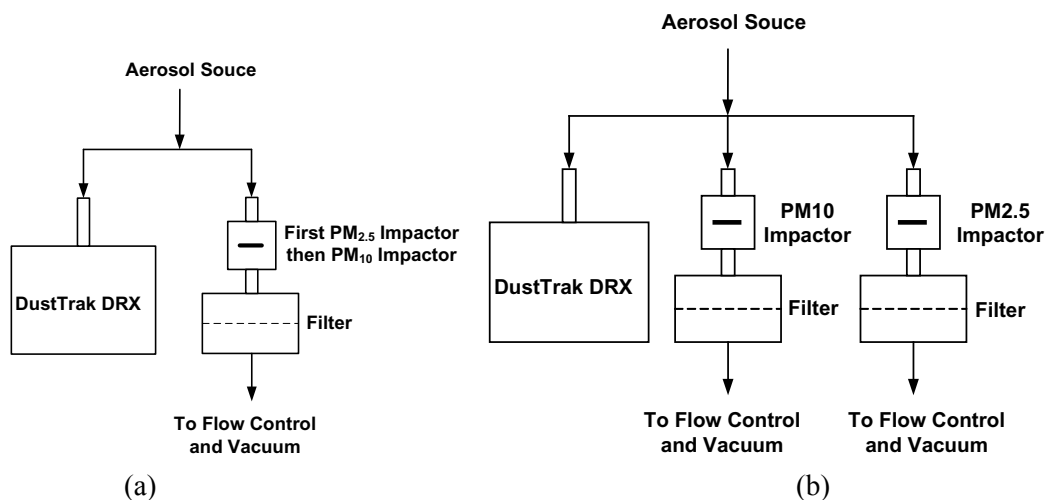 Aerosol Souce
First PM2.5 Impactor
then PM10 Impactor
DustTrak DRX
Filter
To Flow Control
and Vacuum
(a)
Aerosol Souce
PM10
Impactor
PM2.5
Impactor
DustTrak DRX
Filter
Filter
To Flow Control
and Vacuum
To Flow Control
and Vacuum
(b)